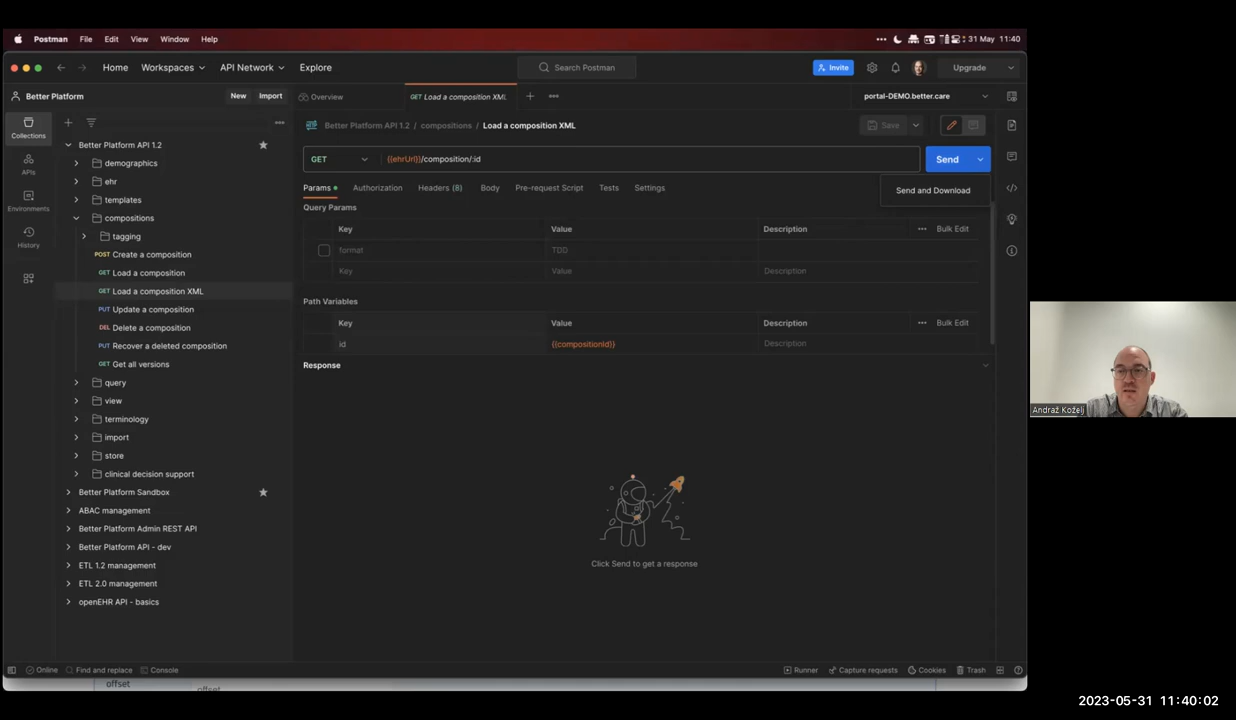 Postman File Edit View Window Help
31 May 11:40
Home Workspaces API Network Explore
Search Postman
Invite
Upgrade
Better Platform
New Import
Overview
GET Load a composition XML
portal-DEMO.better.care
Collections
APIs
Environments
History
Better Platform API 1.2
demographics
ehr
templates
compositions
tagging
POST Create a composition
GET Load a composition
GET Load a composition XML
PUT Update a composition
DEL Delete a composition
PUT Recover a deleted composition
GET Get all versions
query
view
terminology
import
store
clinical decision support
Better Platform Sandbox
ABAC management
Better Platform Admin REST API
Better Platform API - dev
ETL 1.2 management
ETL 2.0 management
openEHR API - basics
Better Platform API 1.2 / compositions / Load a composition XML
Save
GET {{ehrUrl}}/composition/:id
Send
Send and Download
Params Authorization Headers (8) Body Pre-request Script Tests Settings
Query Params
Key Value Description Bulk Edit
format TDD
Key Value Description
Path Variables
Key Value Description Bulk Edit
id {{compositionId}} Description
Response
Click Send to get a response
Online Find and replace Console
Runner Capture requests Cookies Trash
offset offset
Andraž Koželj
2023-05-31 11:40:02